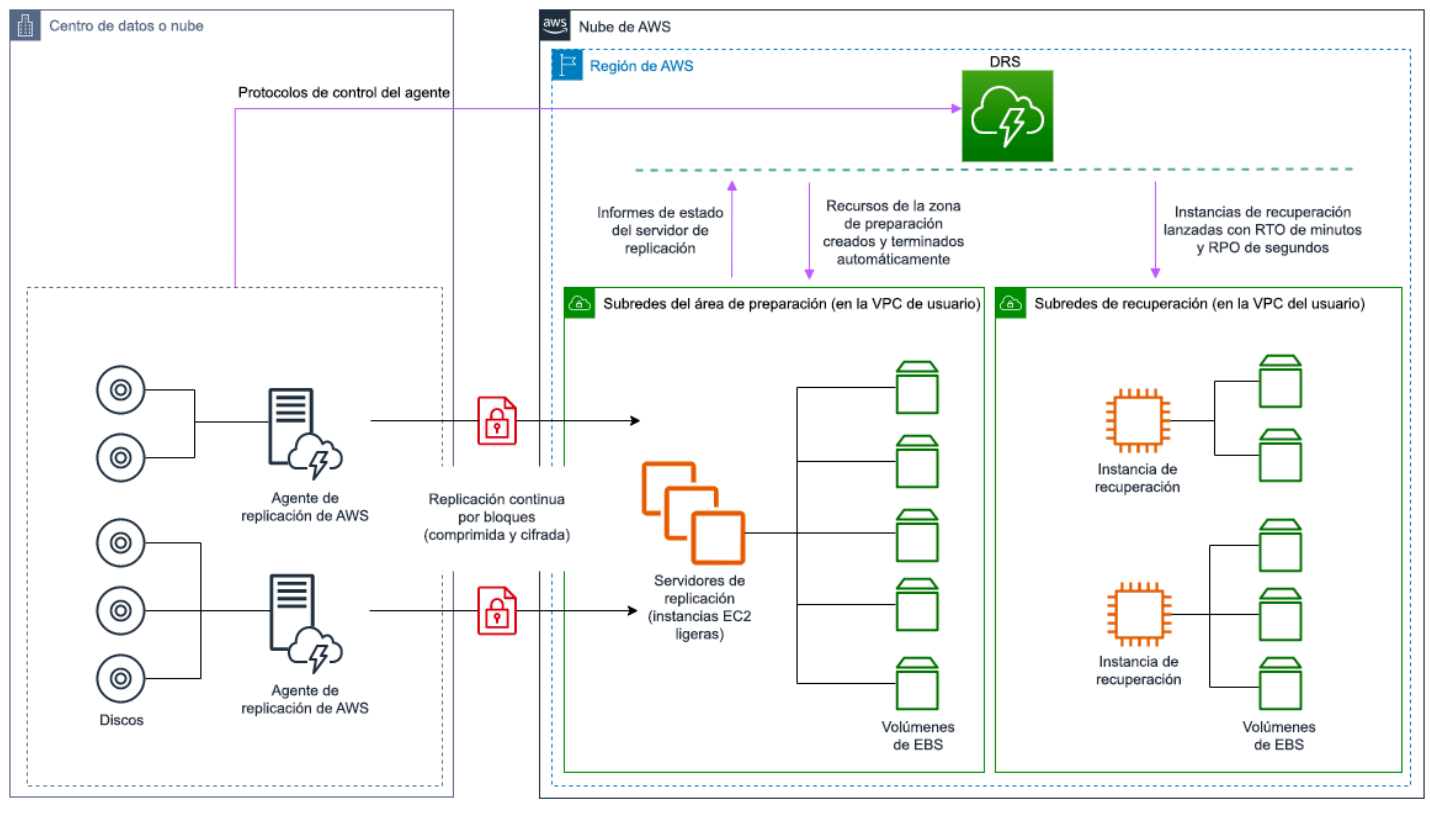 Centro de datos o nube
aws
Nube de AWS
Región de AWS
DRS
Protocolos de control del agente
Informes de estado
del servidor de
replicación
Recursos de la zona
de preparación
creados y terminados
automáticamente
Instancias de recuperación
lanzadas con RTO de minutos
y RPO de segundos
Subredes del área de preparación (en la VPC de usuario)
Subredes de recuperación (en la VPC del usuario)
Agente de
replicación de AWS
Replicación continua
por bloques
(comprimida y cifrada)
Agente de
replicación de AWS
Discos
Servidores de
replicación
(instancias EC2
ligeras)
Volúmenes
de EBS
Instancia de
recuperación
Instancia de
recuperación
Volúmenes
de EBS